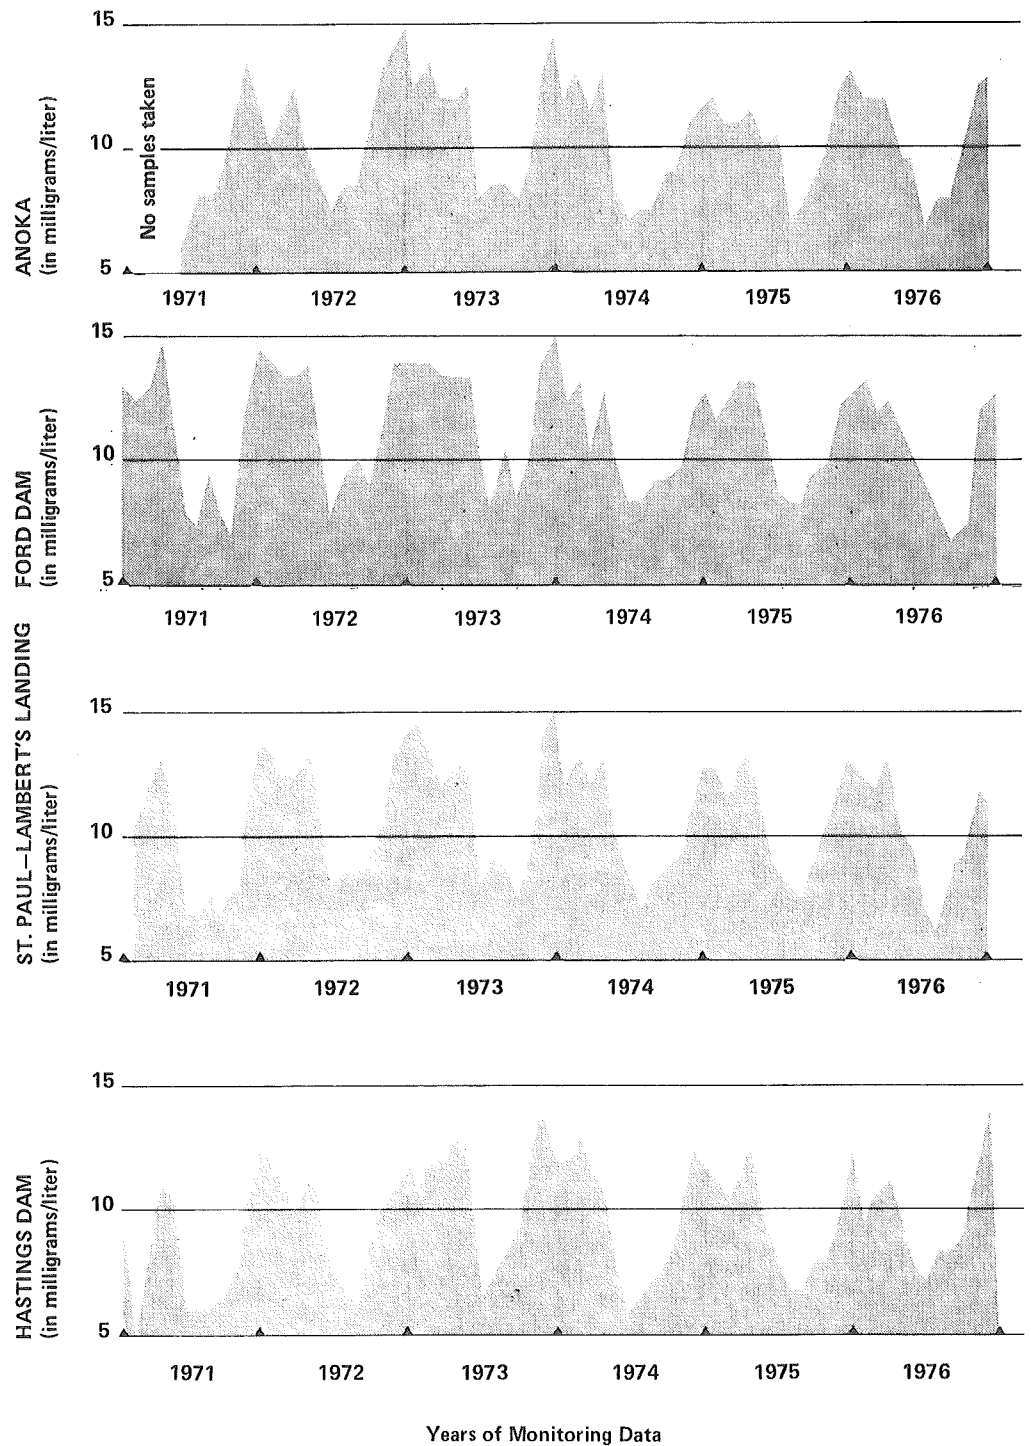 ANOKA
(in milligrams/liter)
15
10
5
No samples taken
1971 1972 1973 1974 1975 1976
FORD DAM
(in milligrams/liter)
15
10
5
1971 1972 1973 1974 1975 1976
ST. PAUL–LAMBERT'S LANDING
(in milligrams/liter)
15
10
5
1971 1972 1973 1974 1975 1976
HASTINGS DAM
(in milligrams/liter)
15
10
5
1971 1972 1973 1974 1975 1976
Years of Monitoring Data